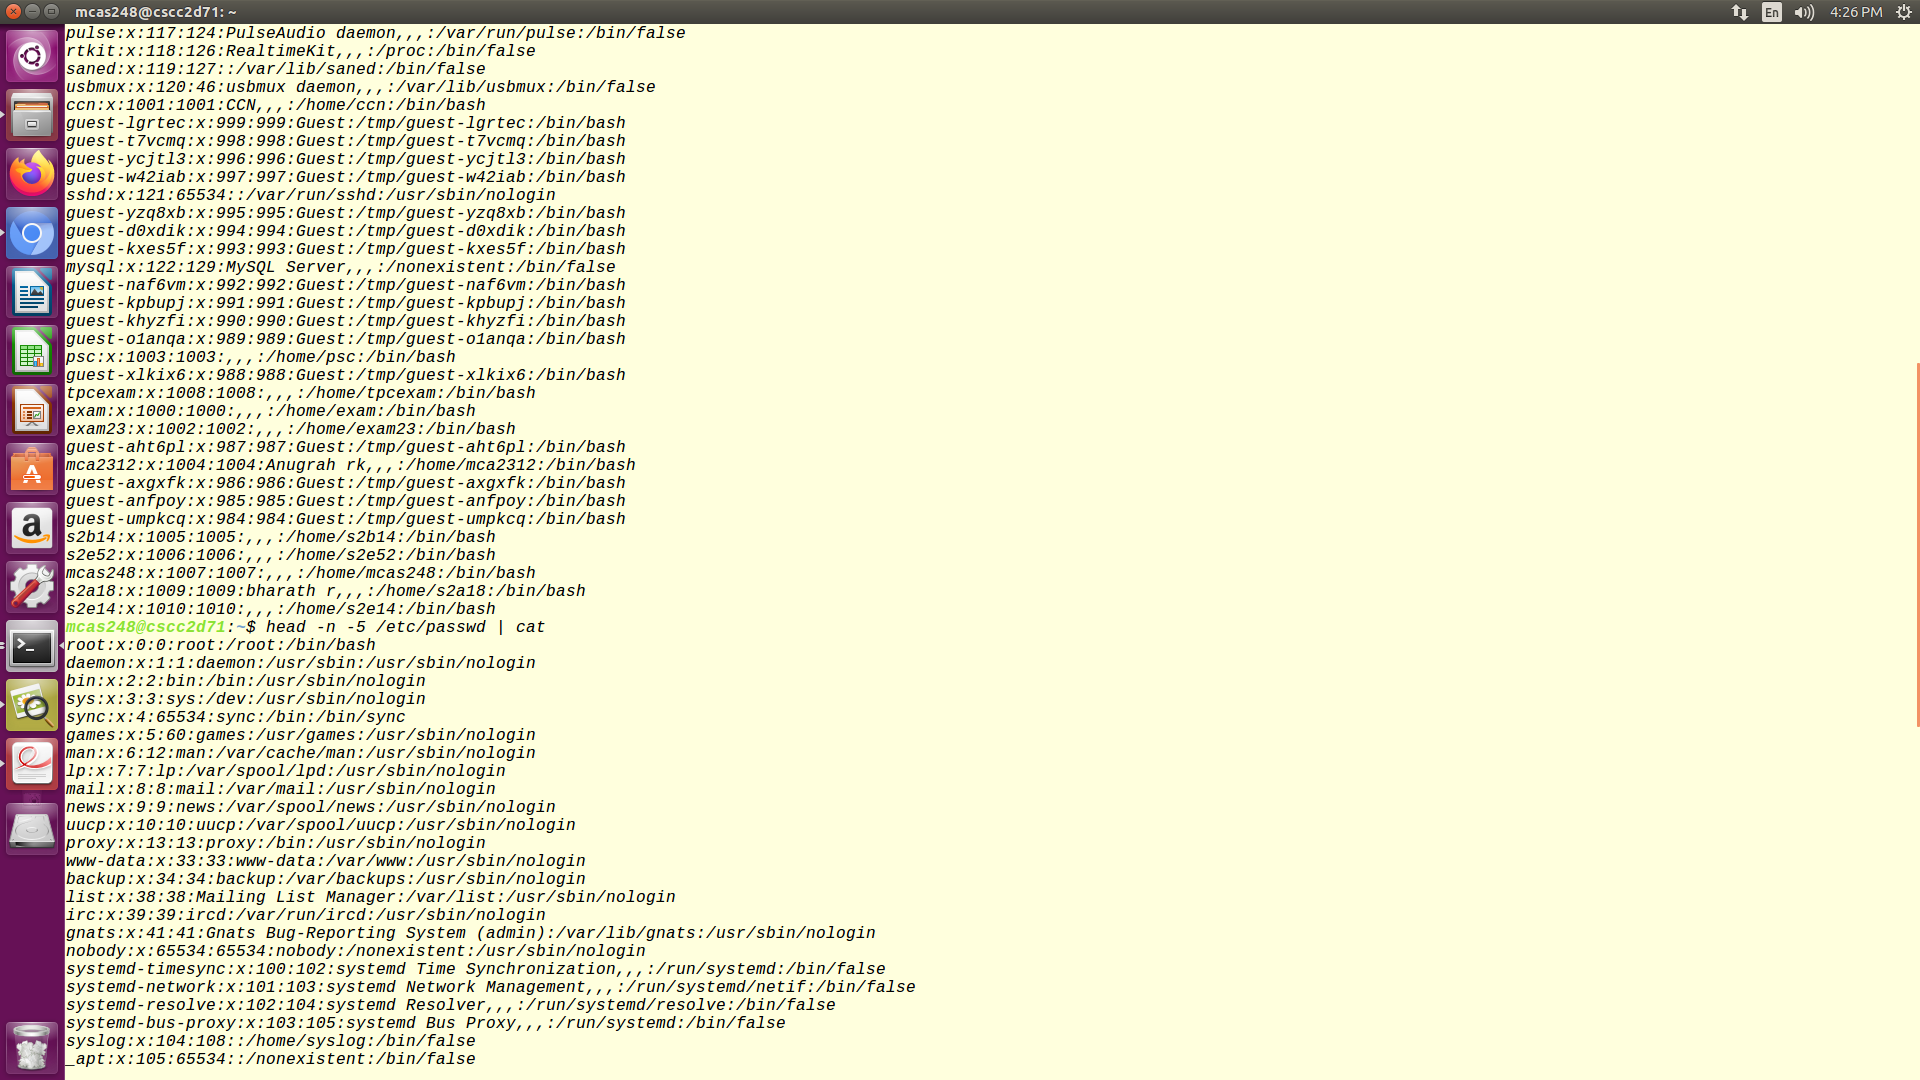 mcas248@cscc2d71: ~
En
4:26 PM
pulse:x:117:124:PulseAudio daemon,,,:/var/run/pulse:/bin/false
rtkit:x:118:126:RealtimeKit,,,:/proc:/bin/false
saned:x:119:127::/var/lib/saned:/bin/false
usbmux:x:120:46:usbmux daemon,,,:/var/lib/usbmux:/bin/false
ccn:x:1001:1001:CCN,,,:/home/ccn:/bin/bash
guest-lgrtec:x:999:999:Guest:/tmp/guest-lgrtec:/bin/bash
guest-t7vcmq:x:998:998:Guest:/tmp/guest-t7vcmq:/bin/bash
guest-ycjtl3:x:996:996:Guest:/tmp/guest-ycjtl3:/bin/bash
guest-w42iab:x:997:997:Guest:/tmp/guest-w42iab:/bin/bash
sshd:x:121:65534::/var/run/sshd:/usr/sbin/nologin
guest-yzq8xb:x:995:995:Guest:/tmp/guest-yzq8xb:/bin/bash
guest-d0xdik:x:994:994:Guest:/tmp/guest-d0xdik:/bin/bash
guest-kxes5f:x:993:993:Guest:/tmp/guest-kxes5f:/bin/bash
mysql:x:122:129:MySQL Server,,,:/nonexistent:/bin/false
guest-naf6vm:x:992:992:Guest:/tmp/guest-naf6vm:/bin/bash
guest-kpbupj:x:991:991:Guest:/tmp/guest-kpbupj:/bin/bash
guest-khyzfi:x:990:990:Guest:/tmp/guest-khyzfi:/bin/bash
guest-o1anqa:x:989:989:Guest:/tmp/guest-o1anqa:/bin/bash
psc:x:1003:1003:,,,:/home/psc:/bin/bash
guest-xlkix6:x:988:988:Guest:/tmp/guest-xlkix6:/bin/bash
tpcexam:x:1008:1008:,,,:/home/tpcexam:/bin/bash
exam:x:1000:1000:,,,:/home/exam:/bin/bash
exam23:x:1002:1002:,,,:/home/exam23:/bin/bash
guest-aht6pl:x:987:987:Guest:/tmp/guest-aht6pl:/bin/bash
mca2312:x:1004:1004:Anugrah rk,,,:/home/mca2312:/bin/bash
guest-axgxfk:x:986:986:Guest:/tmp/guest-axgxfk:/bin/bash
guest-anfpoy:x:985:985:Guest:/tmp/guest-anfpoy:/bin/bash
guest-umpkcq:x:984:984:Guest:/tmp/guest-umpkcq:/bin/bash
s2b14:x:1005:1005:,,,:/home/s2b14:/bin/bash
s2e52:x:1006:1006:,,,:/home/s2e52:/bin/bash
mcas248:x:1007:1007:,,,:/home/mcas248:/bin/bash
s2a18:x:1009:1009:bharath r,,,:/home/s2a18:/bin/bash
s2e14:x:1010:1010:,,,:/home/s2e14:/bin/bash
mcas248@cscc2d71:~$ head -n -5 /etc/passwd | cat
root:x:0:0:root:/root:/bin/bash
daemon:x:1:1:daemon:/usr/sbin:/usr/sbin/nologin
bin:x:2:2:bin:/bin:/usr/sbin/nologin
sys:x:3:3:sys:/dev:/usr/sbin/nologin
sync:x:4:65534:sync:/bin:/bin/sync
games:x:5:60:games:/usr/games:/usr/sbin/nologin
man:x:6:12:man:/var/cache/man:/usr/sbin/nologin
lp:x:7:7:lp:/var/spool/lpd:/usr/sbin/nologin
mail:x:8:8:mail:/var/mail:/usr/sbin/nologin
news:x:9:9:news:/var/spool/news:/usr/sbin/nologin
uucp:x:10:10:uucp:/var/spool/uucp:/usr/sbin/nologin
proxy:x:13:13:proxy:/bin:/usr/sbin/nologin
www-data:x:33:33:www-data:/var/www:/usr/sbin/nologin
backup:x:34:34:backup:/var/backups:/usr/sbin/nologin
list:x:38:38:Mailing List Manager:/var/list:/usr/sbin/nologin
irc:x:39:39:ircd:/var/run/ircd:/usr/sbin/nologin
gnats:x:41:41:Gnats Bug-Reporting System (admin):/var/lib/gnats:/usr/sbin/nologin
nobody:x:65534:65534:nobody:/nonexistent:/usr/sbin/nologin
systemd-timesync:x:100:102:systemd Time Synchronization,,,:/run/systemd:/bin/false
systemd-network:x:101:103:systemd Network Management,,,:/run/systemd/netif:/bin/false
systemd-resolve:x:102:104:systemd Resolver,,,:/run/systemd/resolve:/bin/false
systemd-bus-proxy:x:103:105:systemd Bus Proxy,,,:/run/systemd:/bin/false
syslog:x:104:108::/home/syslog:/bin/false
_apt:x:105:65534::/nonexistent:/bin/false